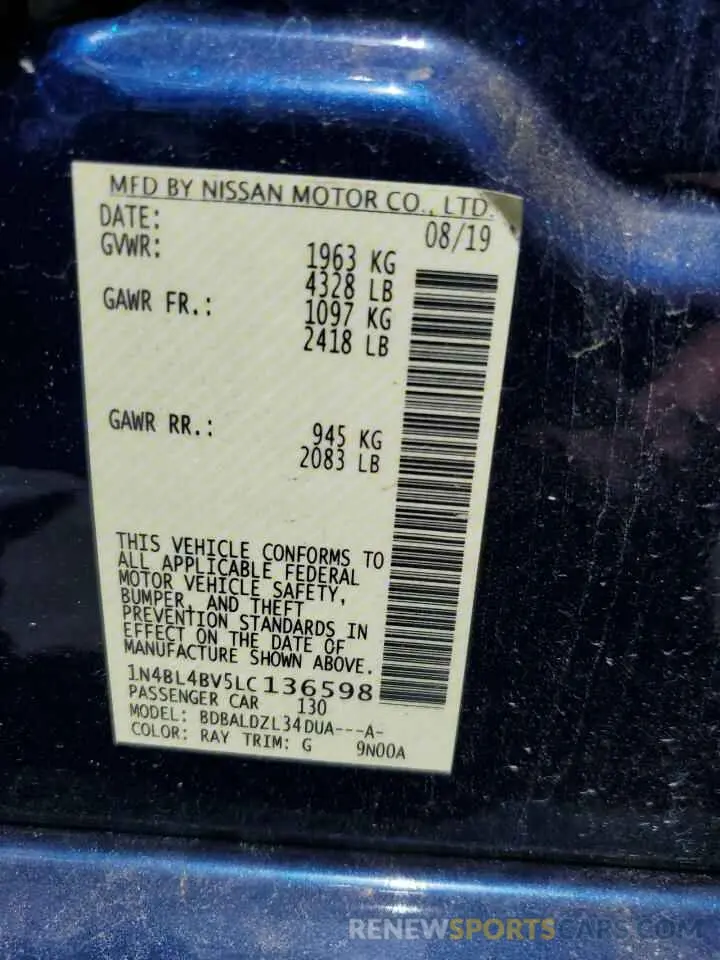 MFD BY NISSAN MOTOR CO., LTD.
DATE: 08/19
GVWR: 1963 KG
4328 LB
GAWR FR.: 1097 KG
2418 LB
GAWR RR.: 945 KG
2083 LB
THIS VEHICLE CONFORMS TO
ALL APPLICABLE FEDERAL
MOTOR VEHICLE SAFETY,
BUMPER, AND THEFT
PREVENTION STANDARDS IN
EFFECT ON THE DATE OF
MANUFACTURE SHOWN ABOVE.
1N4BL4BV5LC136598
PASSENGER CAR 130
MODEL: BDBALDZL34DUA---A-
COLOR: RAY TRIM: G 9N00A
RENEWSPORTSCARS.COM